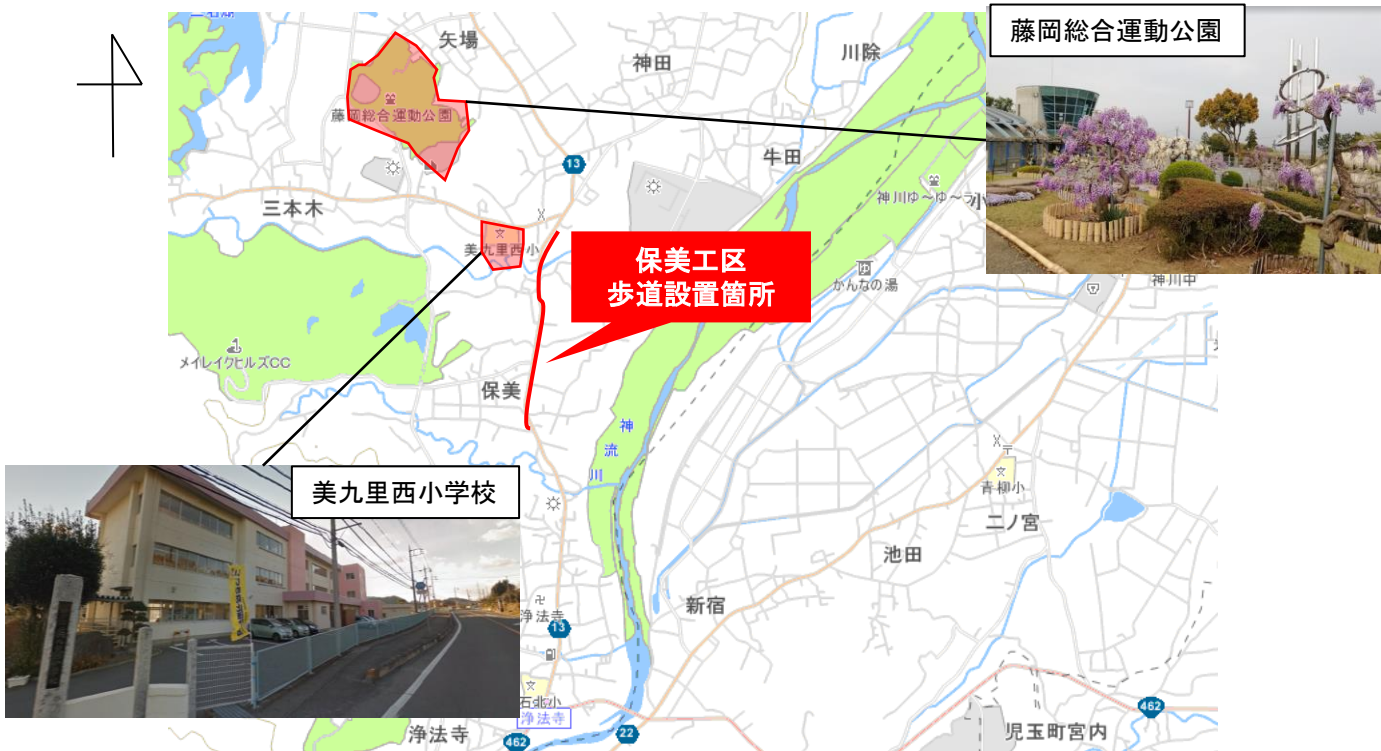 藤岡総合運動公園
矢場
神田
川除
藤岡総合運動公園
13
牛田
神川ゆ～ゆ～ラ
小
三本木
美九里西小
保美工区
歩道設置箇所
かんなの湯
神川中
メイレイクヒルズCC
保美
神
流
川
美九里西小学校
青柳小
二ノ宮
池田
新宿
浄法寺
13
石北小
浄法寺
浄法寺
462
22
462
児玉町宮内